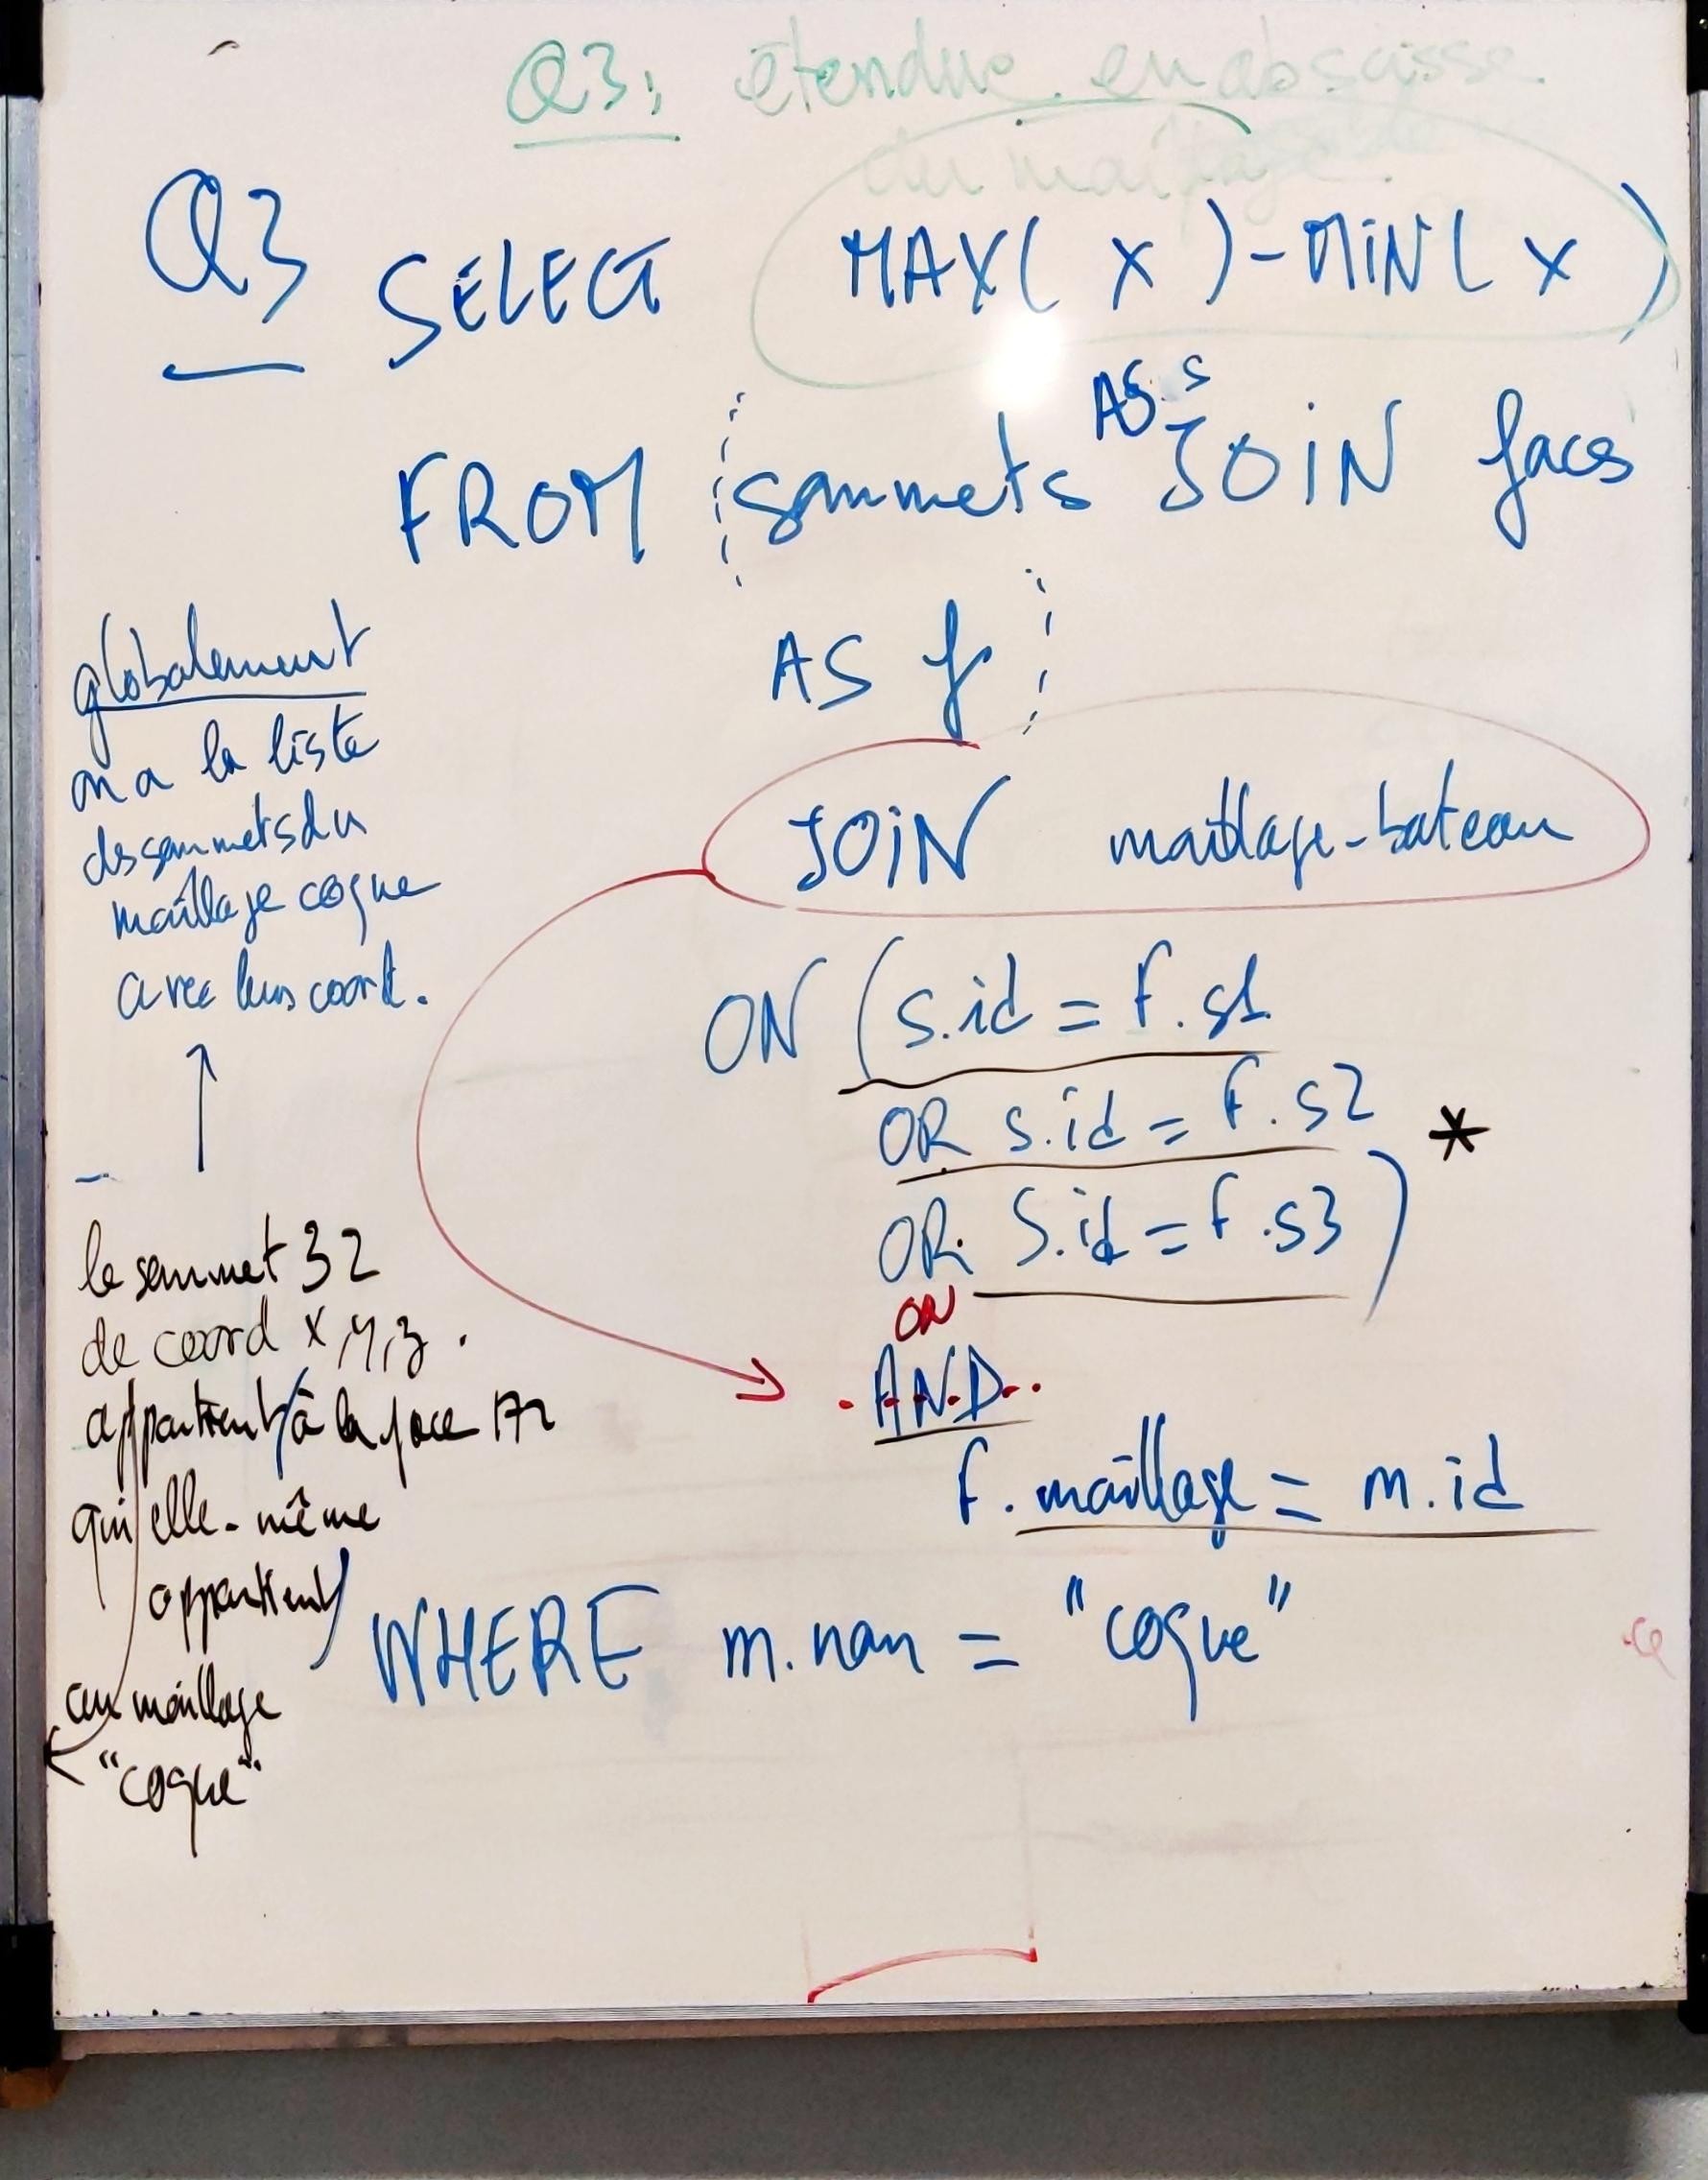 Q3: étendue en abscisse
du maillage
Q3 SELECT MAX( x ) - MIN( x )
AS s
FROM sommets JOIN faces
AS f
JOIN maillage-bateau
ON (s.id = F.s1
OR s.id = F.s2 *
OR S.id = F.s3)
ON
AND
F.maillage = m.id
WHERE m.nom = "coque"
globalement
on a la liste
des sommets du
maillage coque
avec leurs coord.
le sommet 32
de coord x, y, z.
appartient à la face 172
qui elle-même
appartient
au maillage
"coque"